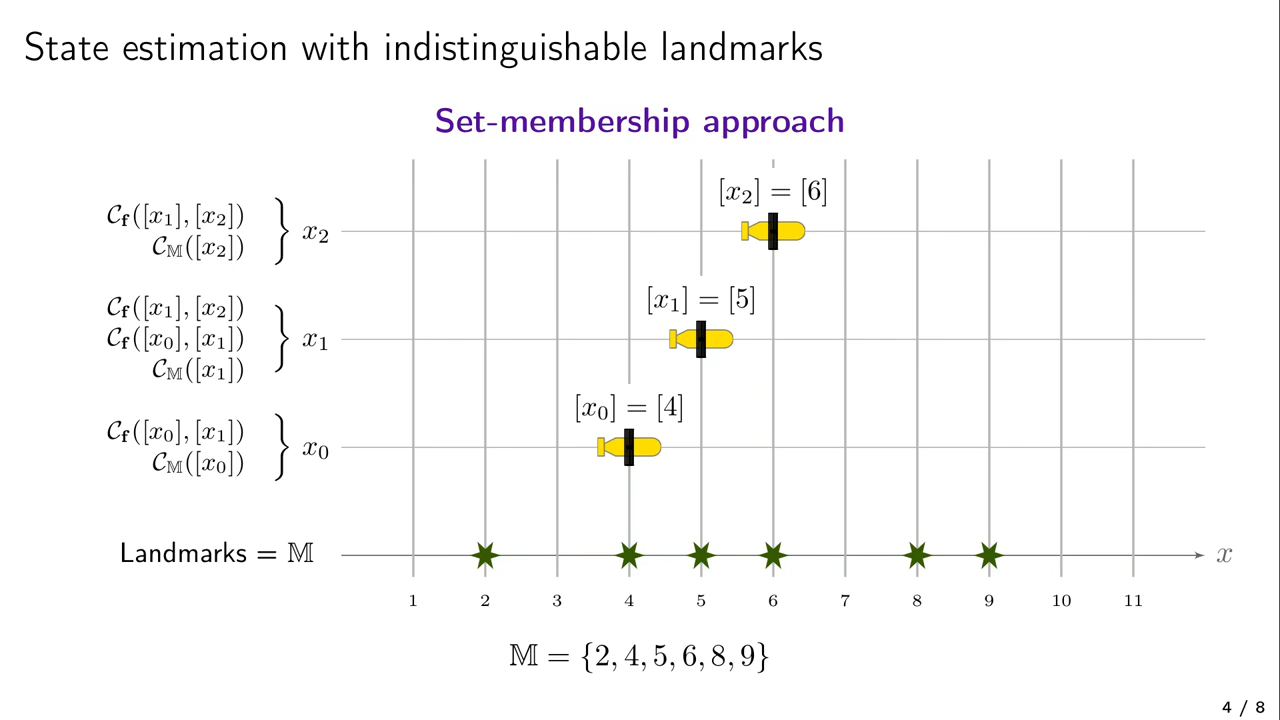 State estimation with indistinguishable landmarks
Set-membership approach
[x₂] = [6]
𝒞_f([x₁], [x₂])
𝒞_𝕄([x₂])
x₂
[x₁] = [5]
𝒞_f([x₁], [x₂])
𝒞_f([x₀], [x₁])
𝒞_𝕄([x₁])
x₁
[x₀] = [4]
𝒞_f([x₀], [x₁])
𝒞_𝕄([x₀])
x₀
Landmarks = 𝕄
x
1 2 3 4 5 6 7 8 9 10 11
𝕄 = {2, 4, 5, 6, 8, 9}
4 / 8